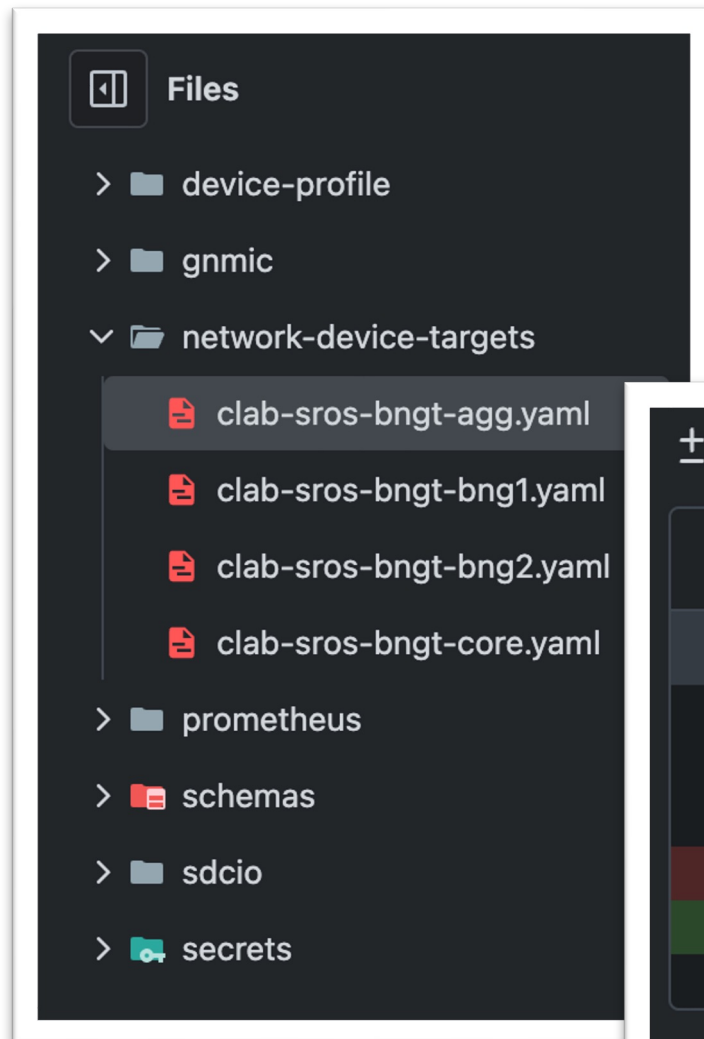 Files
device-profile
gnmic
network-device-targets
clab-sros-bngt-agg.yaml
clab-sros-bngt-bng1.yaml
clab-sros-bngt-bng2.yaml
clab-sros-bngt-core.yaml
prometheus
schemas
sdcio
secrets